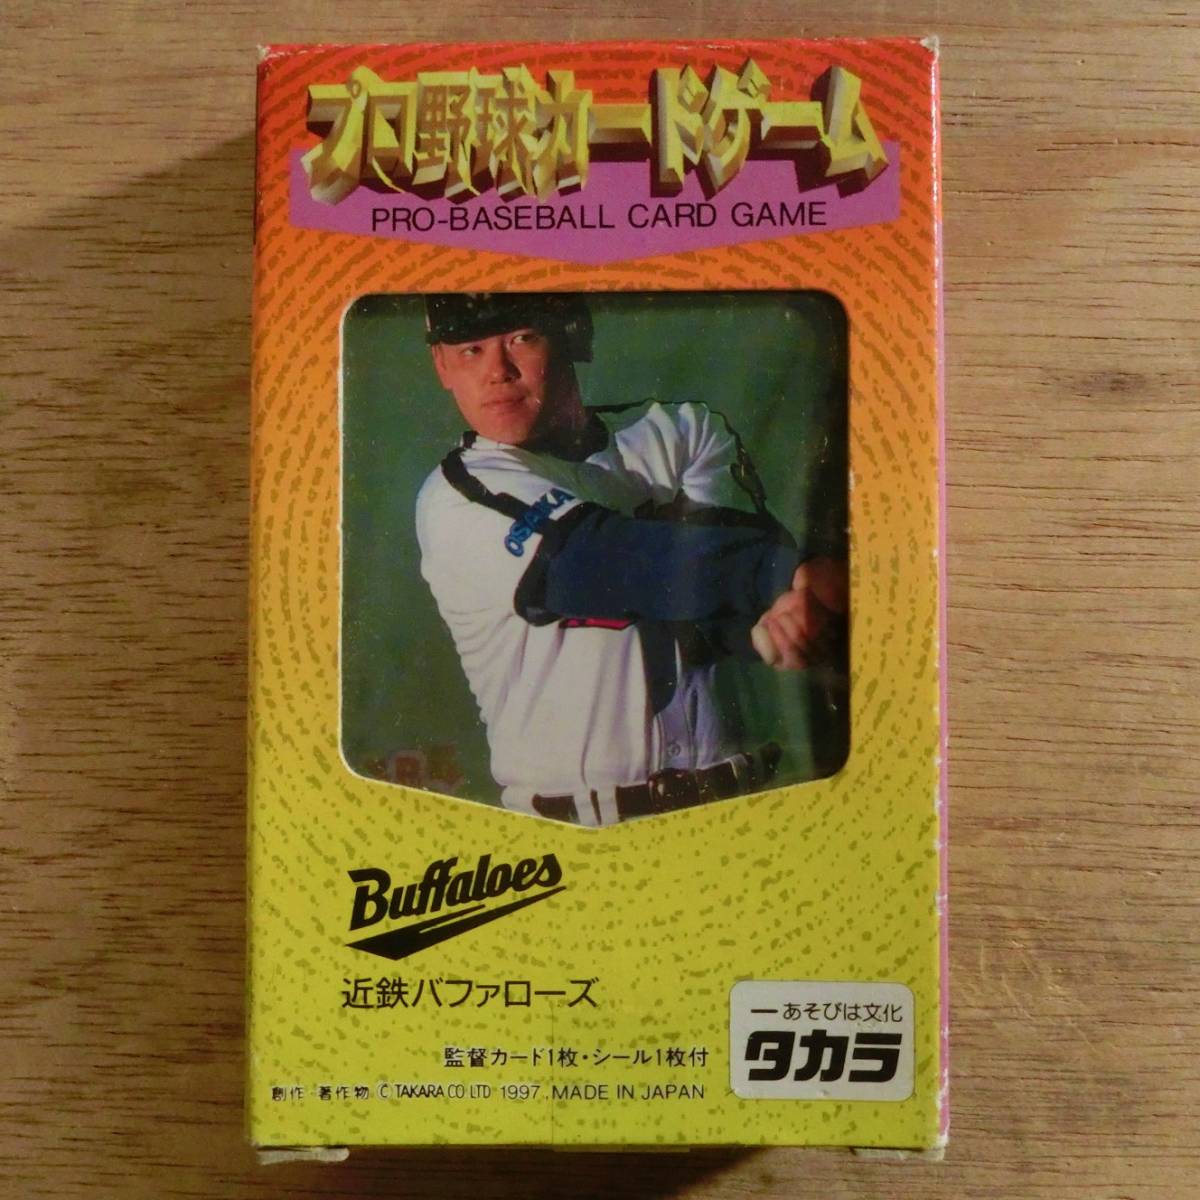 プロ野球カードゲーム
PRO-BASEBALL CARD GAME
OSAKA
Buffaloes
近鉄バファローズ
ーあそびは文化
タカラ
監督カード1枚・シール1枚付
創作・著作物 © TAKARA CO LTD 1997, MADE IN JAPAN